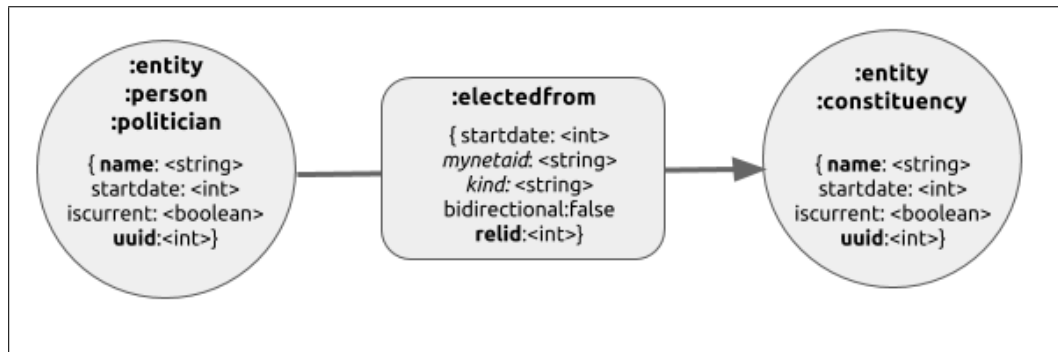 :entity
:person
:politician
{ name: <string>
startdate: <int>
iscurrent: <boolean>
uuid:<int>}
:electedfrom
{ startdate: <int>
mynetaid: <string>
kind: <string>
bidirectional:false
relid:<int>}
:entity
:constituency
{ name: <string>
startdate: <int>
iscurrent: <boolean>
uuid:<int>}